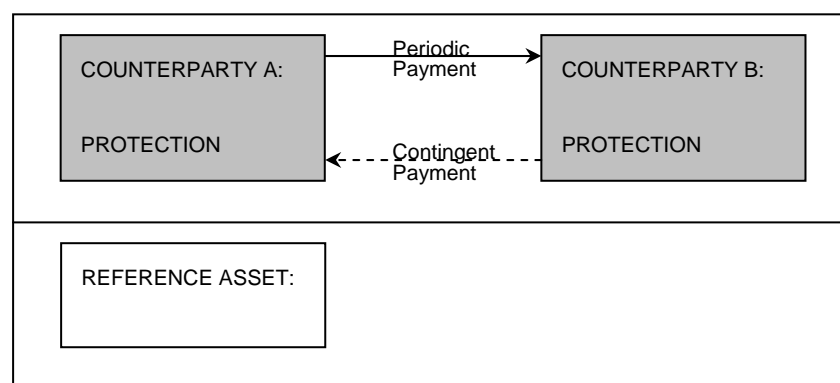 COUNTERPARTY A:
PROTECTION
Periodic
Payment
Contingent
Payment
COUNTERPARTY B:
PROTECTION
REFERENCE ASSET: